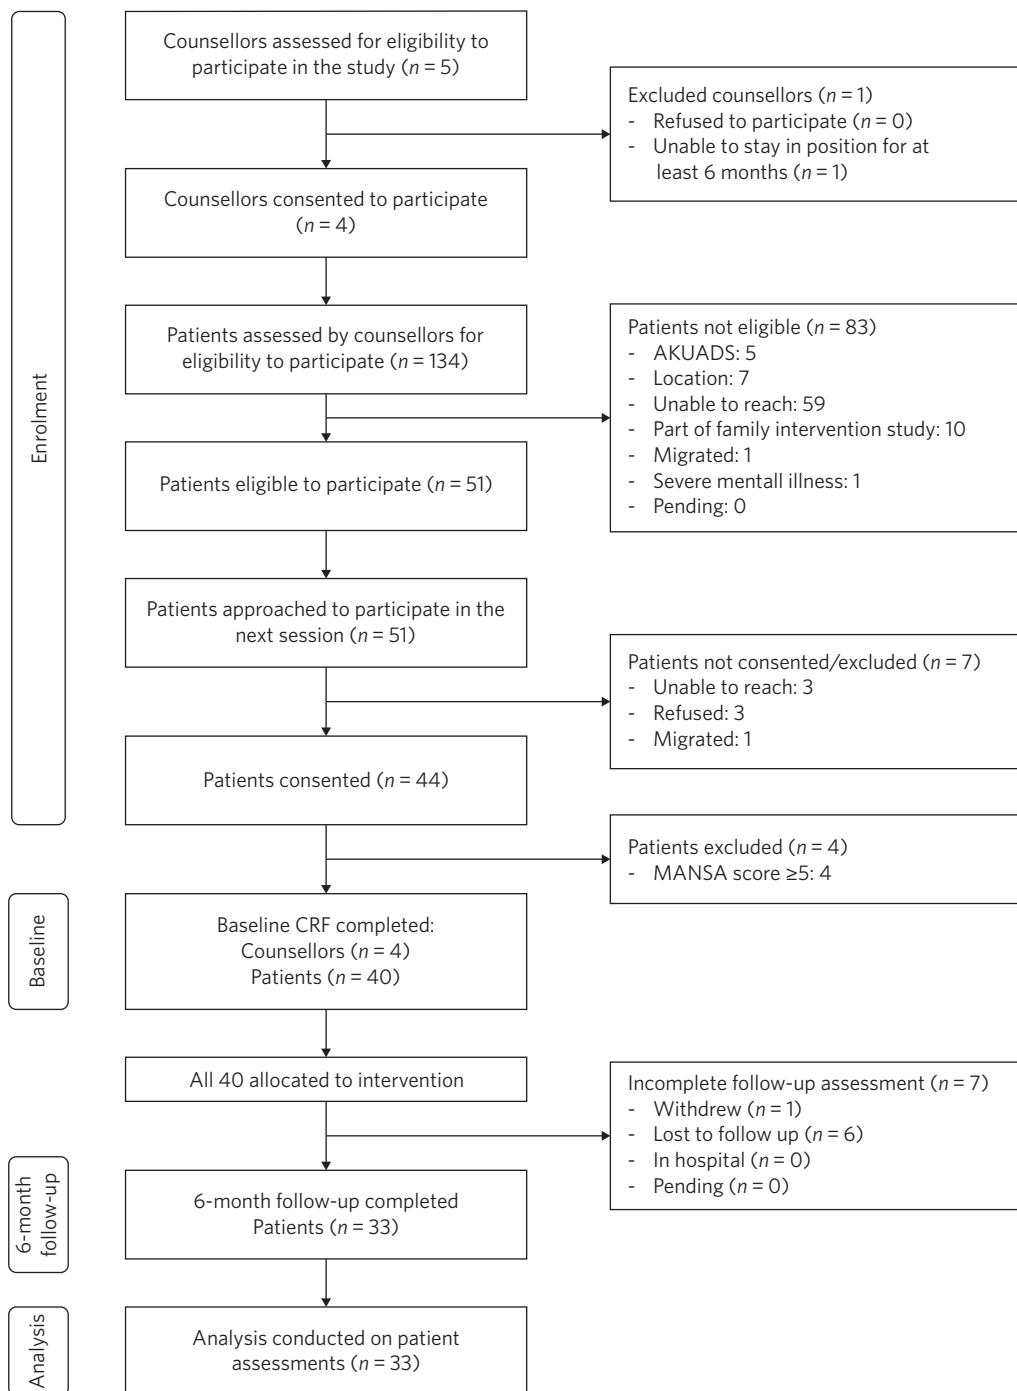 Enrolment
Counsellors assessed for eligibility to
participate in the study (n = 5)
Excluded counsellors (n = 1)
- Refused to participate (n = 0)
- Unable to stay in position for at
least 6 months (n = 1)
Counsellors consented to participate
(n = 4)
Patients assessed by counsellors for
eligibility to participate (n = 134)
Patients not eligible (n = 83)
- AKUADS: 5
- Location: 7
- Unable to reach: 59
- Part of family intervention study: 10
- Migrated: 1
- Severe mentall illness: 1
- Pending: 0
Patients eligible to participate (n = 51)
Patients approached to participate in the
next session (n = 51)
Patients not consented/excluded (n = 7)
- Unable to reach: 3
- Refused: 3
- Migrated: 1
Patients consented (n = 44)
Patients excluded (n = 4)
- MANSA score ≥5: 4
Baseline
Baseline CRF completed:
Counsellors (n = 4)
Patients (n = 40)
All 40 allocated to intervention
Incomplete follow-up assessment (n = 7)
- Withdrew (n = 1)
- Lost to follow up (n = 6)
- In hospital (n = 0)
- Pending (n = 0)
6-month
follow-up
6-month follow-up completed
Patients (n = 33)
Analysis
Analysis conducted on patient
assessments (n = 33)